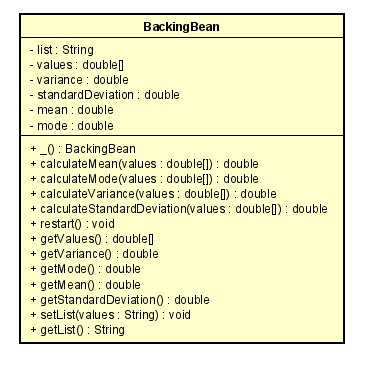 BackingBean
- list : String
- values : double[]
- variance : double
- standardDeviation : double
- mean : double
- mode : double
+ _() : BackingBean
+ calculateMean(values : double[]) : double
+ calculateMode(values : double[]) : double
+ calculateVariance(values : double[]) : double
+ calculateStandardDeviation(values : double[]) : double
+ restart() : void
+ getValues() : double[]
+ getVariance() : double
+ getMode() : double
+ getMean() : double
+ getStandardDeviation() : double
+ setList(values : String) : void
+ getList() : String